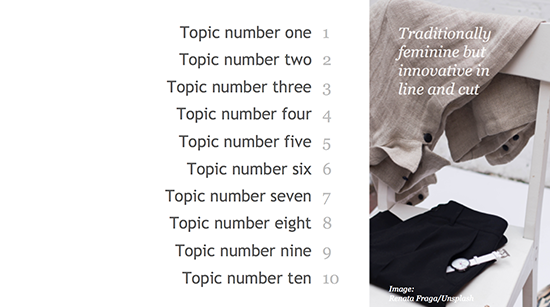 Topic number one 1
Topic number two 2
Topic number three 3
Topic number four 4
Topic number five 5
Topic number six 6
Topic number seven 7
Topic number eight 8
Topic number nine 9
Topic number ten 10
Traditionally
feminine but
innovative in
line and cut
Image:
Renata Fraga/Unsplash